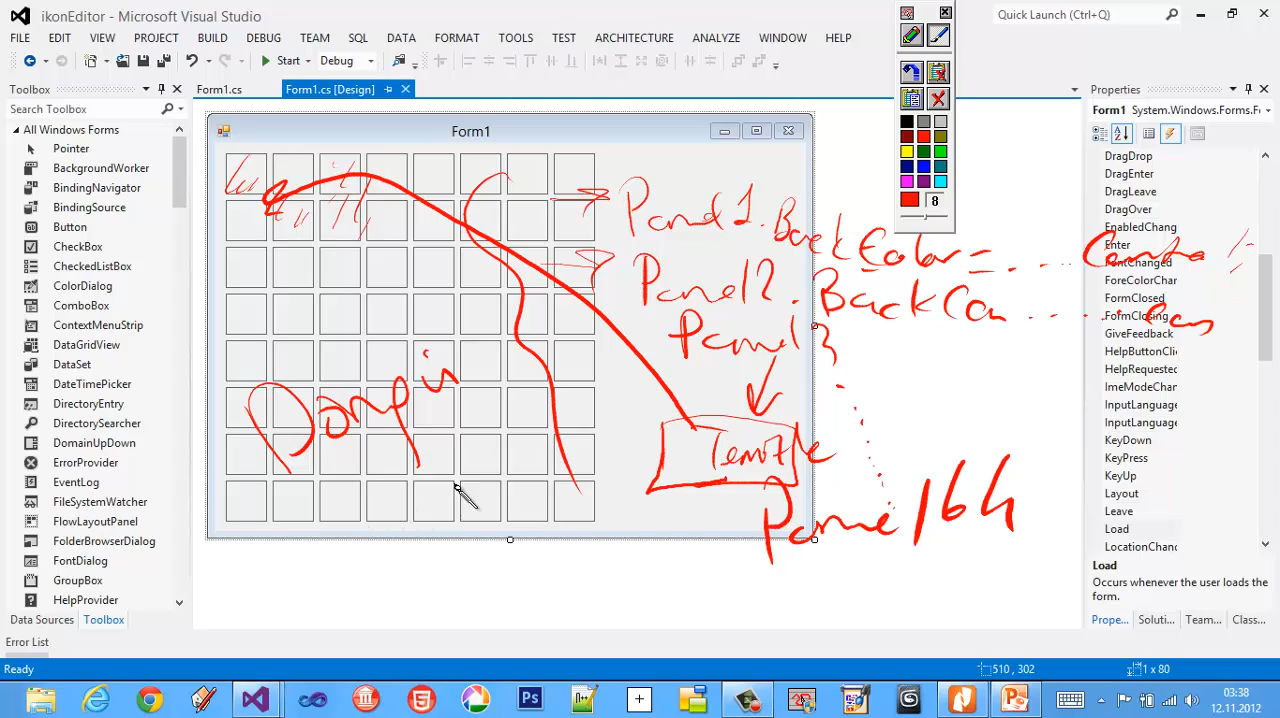 ikonEditor - Microsoft Visual Studio
Quick Launch (Ctrl+Q)
FILE EDIT VIEW PROJECT BUILD DEBUG TEAM SQL DATA FORMAT TOOLS TEST ARCHITECTURE ANALYZE WINDOW HELP
Start Debug
Toolbox
Form1.cs
Form1.cs [Design]
Properties
Search Toolbox
Form1 System.Windows.Forms.Fo
All Windows Forms
Pointer
BackgroundWorker
BindingNavigator
BindingSource
Button
CheckBox
CheckedListBox
ColorDialog
ComboBox
ContextMenuStrip
DataGridView
DataSet
DateTimePicker
DirectoryEntry
DirectorySearcher
DomainUpDown
ErrorProvider
EventLog
FileSystemWatcher
FlowLayoutPanel
FolderBrowserDialog
FontDialog
GroupBox
HelpProvider
Data Sources Toolbox
Form1
8
Panel1.BackColor = ....
Panel2.
Panel3
Temizle
Panel64
DragDrop
DragEnter
DragLeave
DragOver
EnabledChang
Enter
FontChanged
ForeColorChar
FormClosed
FormClosing
GiveFeedback
HelpButtonClic
HelpRequested
ImeModeChan
InputLanguage
InputLanguage
KeyDown
KeyPress
KeyUp
Layout
Leave
Load
LocationChanc
Load
Occurs whenever the user loads the
form.
Prope... Soluti... Team... Class...
Error List
Ready
510 , 302
1 x 80
03:38
12.11.2012